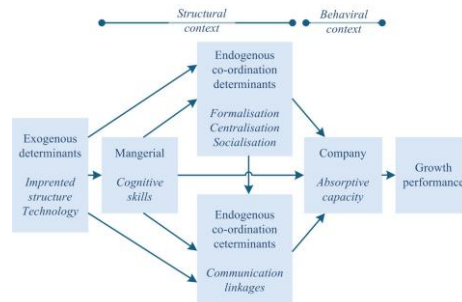 Structural
context
Behavioral
context
Endogenous
co-ordination
determinants
Formalisation
Centralisation
Socialisation
Exogenous
determinants
Imprented
structure
Technology
Mangerial
Cognitive
skills
Company
Absorptive
capacity
Growth
performance
Endogenous
co-ordination
ceterminants
Communication
linkages